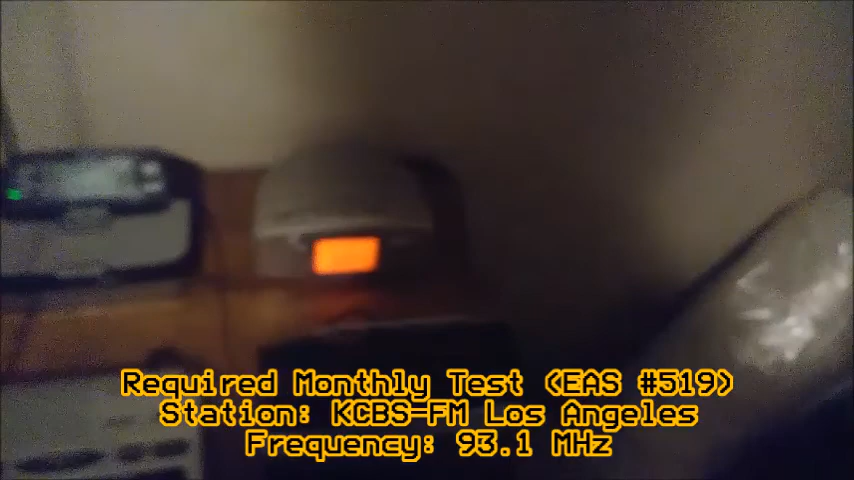 Required Monthly Test (EAS #519)
Station: KCBS-FM Los Angeles
Frequency: 93.1 MHz